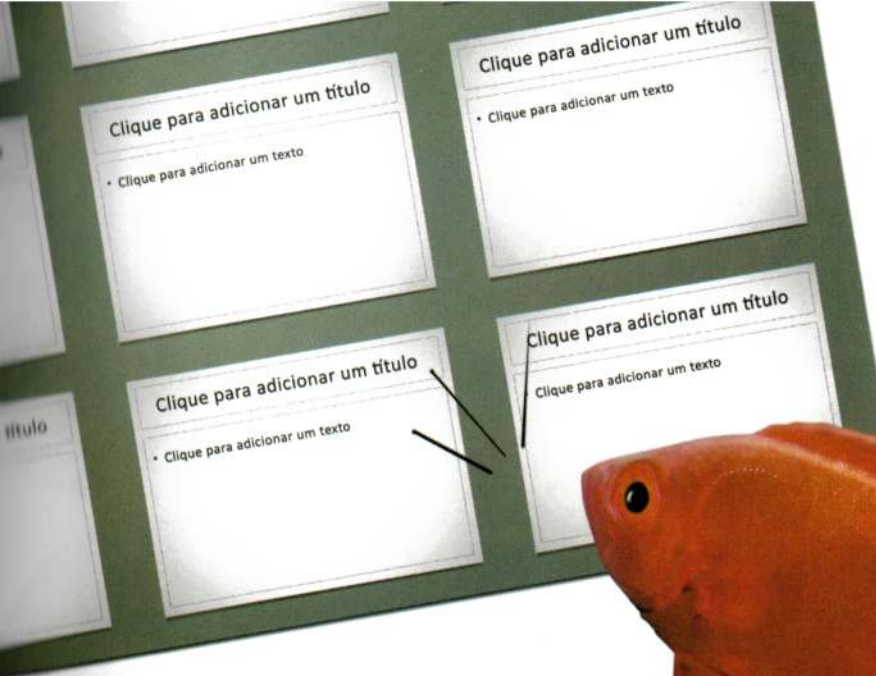 Clique para adicionar um título
• Clique para adicionar um texto
Clique para adicionar um título
• Clique para adicionar um texto
título
Clique para adicionar um título
• Clique para adicionar um texto
Clique para adicionar um título
Clique para adicionar um texto